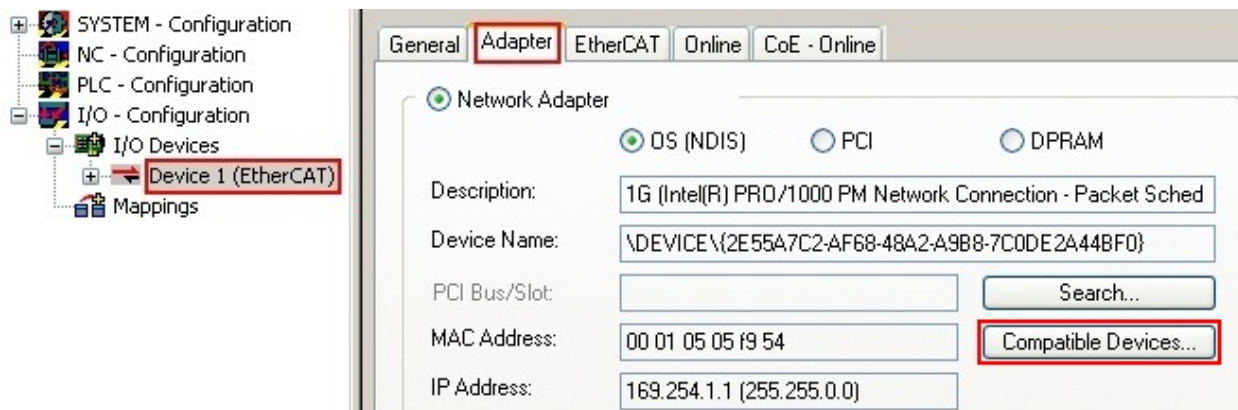 SYSTEM - Configuration
NC - Configuration
PLC - Configuration
I/O - Configuration
I/O Devices
Device 1 (EtherCAT)
Mappings
General Adapter EtherCAT Online CoE - Online
Network Adapter
OS (NDIS) PCI DPRAM
Description: 1G (Intel(R) PRO/1000 PM Network Connection - Packet Sched
Device Name: \DEVICE\{2E55A7C2-AF68-48A2-A9B8-7C0DE2A44BF0}
PCI Bus/Slot: Search...
MAC Address: 00 01 05 05 f9 54 Compatible Devices...
IP Address: 169.254.1.1 (255.255.0.0)